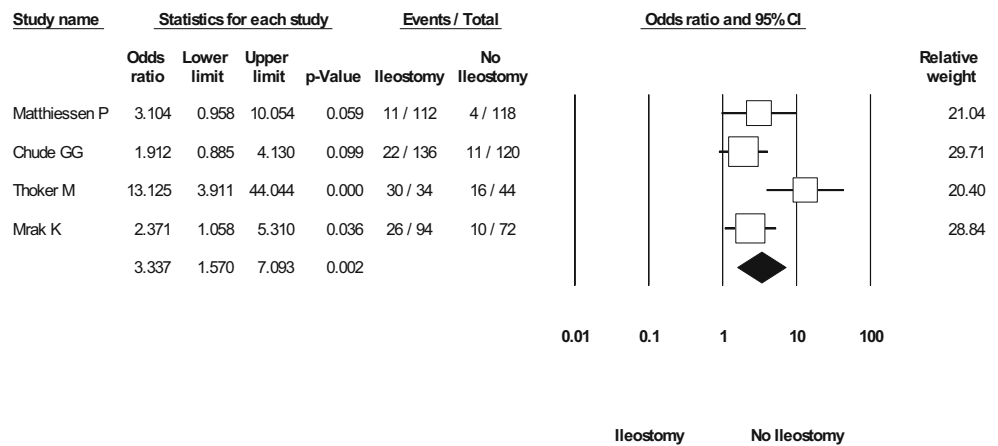 Study name Statistics for each study Events / Total Odds ratio and 95% CI
Odds ratio Lower limit Upper limit p-Value Ileostomy No Ileostomy Relative weight
Matthiessen P 3.104 0.958 10.054 0.059 11 / 112 4 / 118 21.04
Chude GG 1.912 0.885 4.130 0.099 22 / 136 11 / 120 29.71
Thoker M 13.125 3.911 44.044 0.000 30 / 34 16 / 44 20.40
Mrak K 2.371 1.058 5.310 0.036 26 / 94 10 / 72 28.84
3.337 1.570 7.093 0.002
0.01 0.1 1 10 100
Ileostomy No Ileostomy